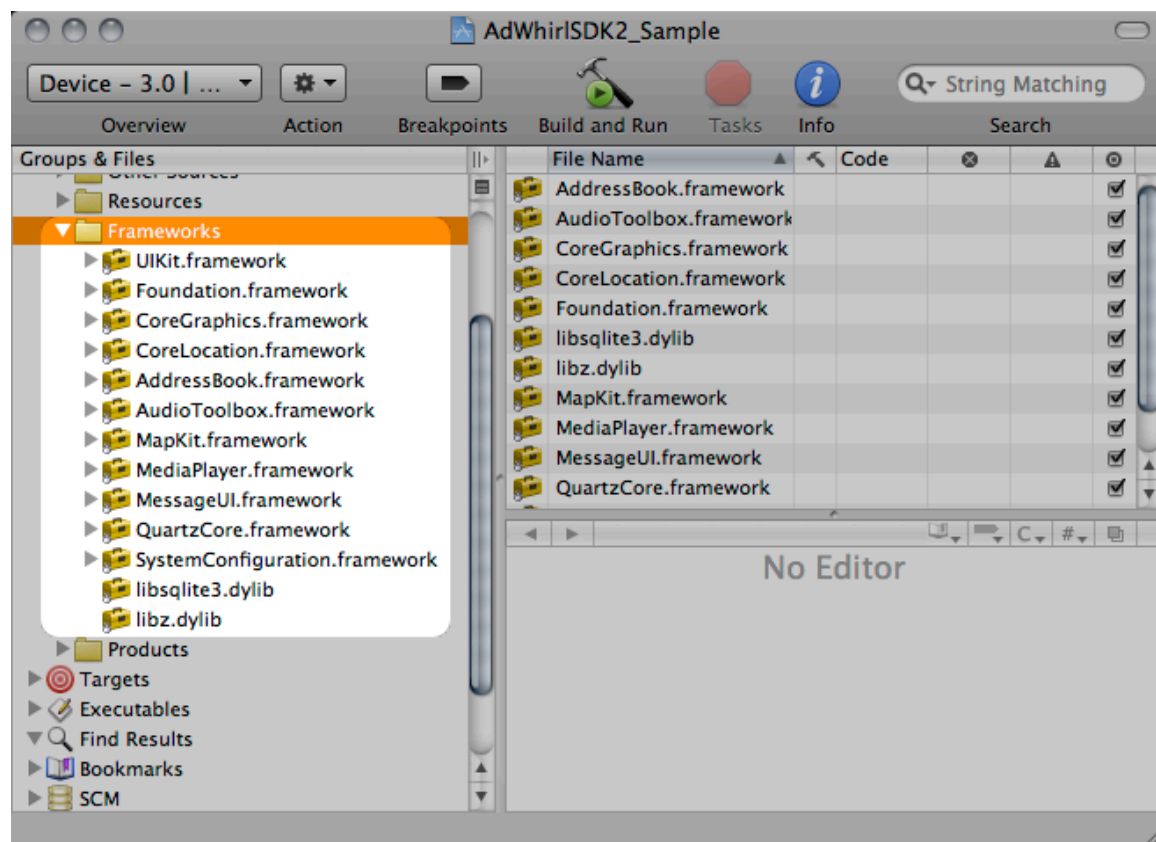 AdWhirlSDK2_Sample
Device – 3.0 | ...
String Matching
Overview Action Breakpoints Build and Run Tasks Info Search
Groups & Files
Other Sources
Resources
Frameworks
UIKit.framework
Foundation.framework
CoreGraphics.framework
CoreLocation.framework
AddressBook.framework
AudioToolbox.framework
MapKit.framework
MediaPlayer.framework
MessageUI.framework
QuartzCore.framework
SystemConfiguration.framework
libsqlite3.dylib
libz.dylib
Products
Targets
Executables
Find Results
Bookmarks
SCM
File Name Code
AddressBook.framework
AudioToolbox.framework
CoreGraphics.framework
CoreLocation.framework
Foundation.framework
libsqlite3.dylib
libz.dylib
MapKit.framework
MediaPlayer.framework
MessageUI.framework
QuartzCore.framework
C #
No Editor